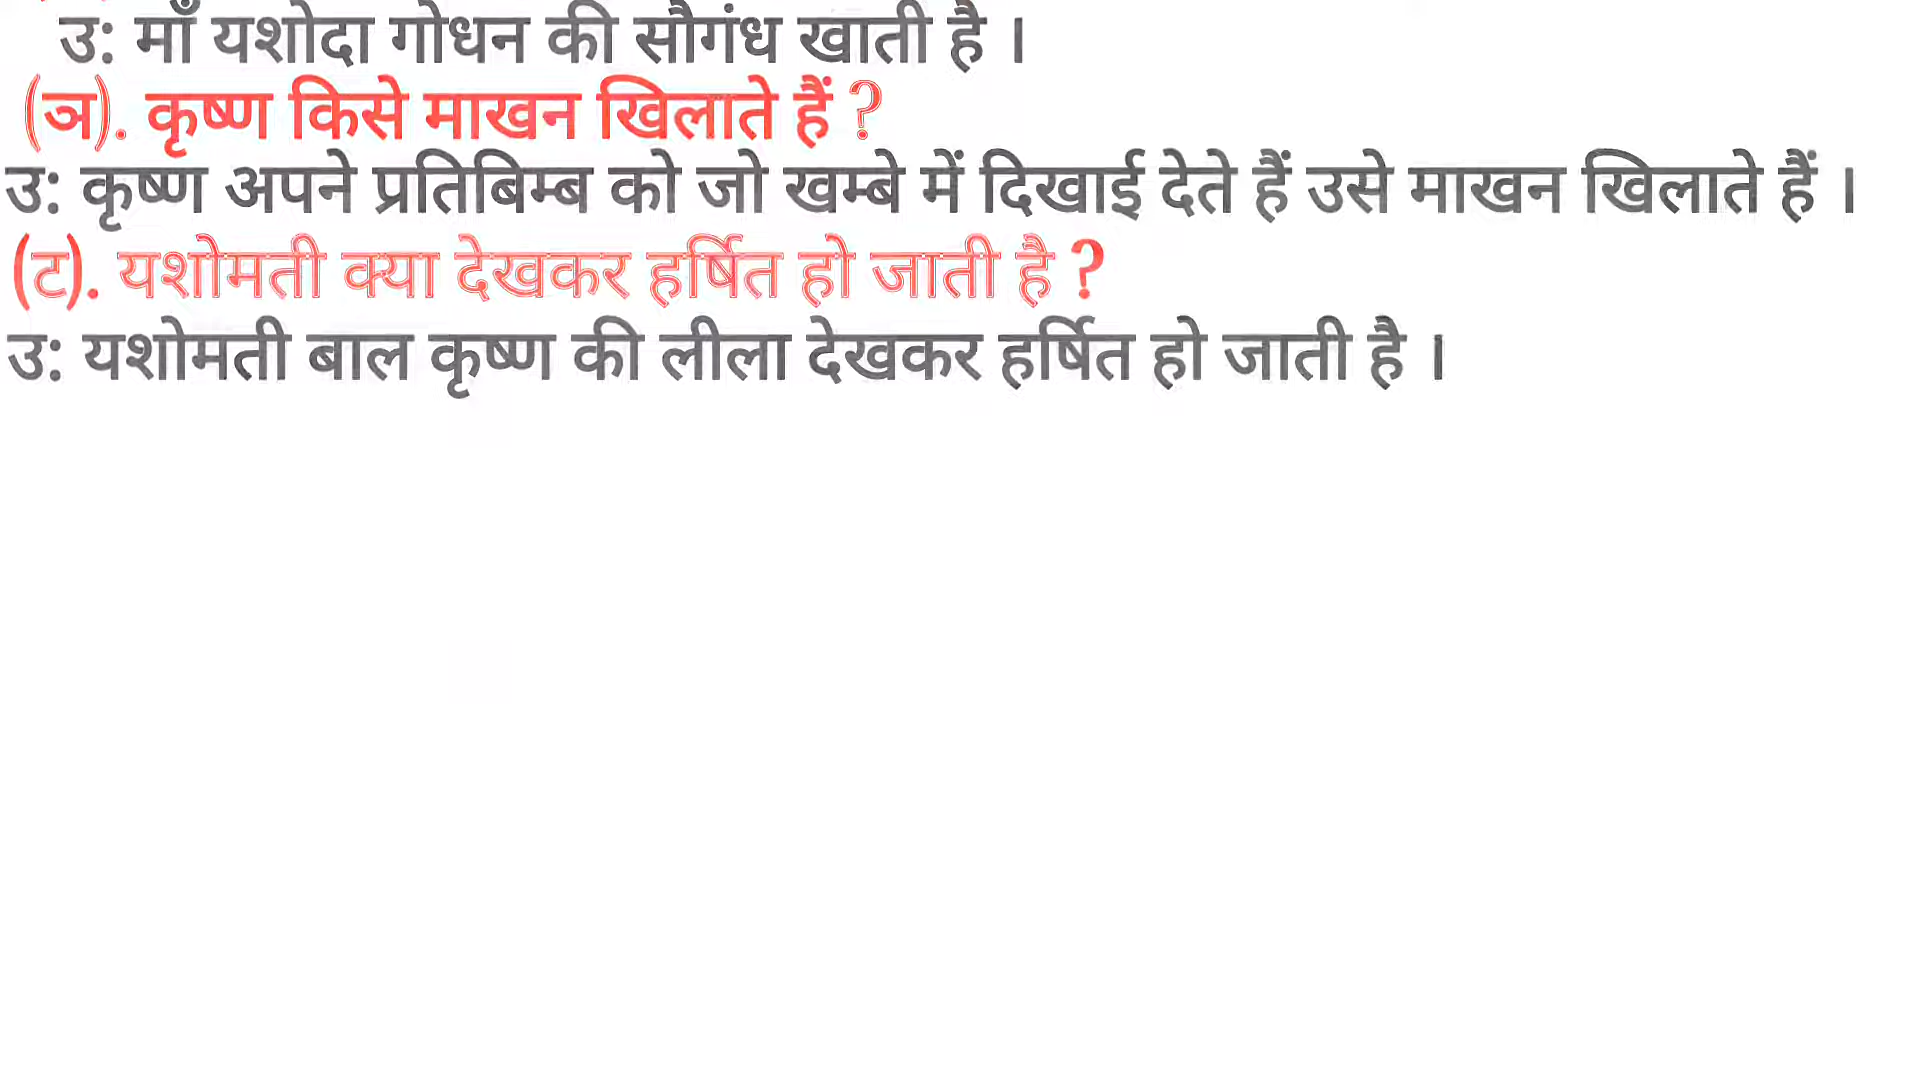 उ: माँ यशोदा गोधन की सौगंध खाती है ।
(ञ). कृष्ण किसे माखन खिलाते हैं ?
उ: कृष्ण अपने प्रतिबिम्ब को जो खम्बे में दिखाई देते हैं उसे माखन खिलाते हैं ।
(ट). यशोमती क्या देखकर हर्षित हो जाती है ?
उ: यशोमती बाल कृष्ण की लीला देखकर हर्षित हो जाती है ।